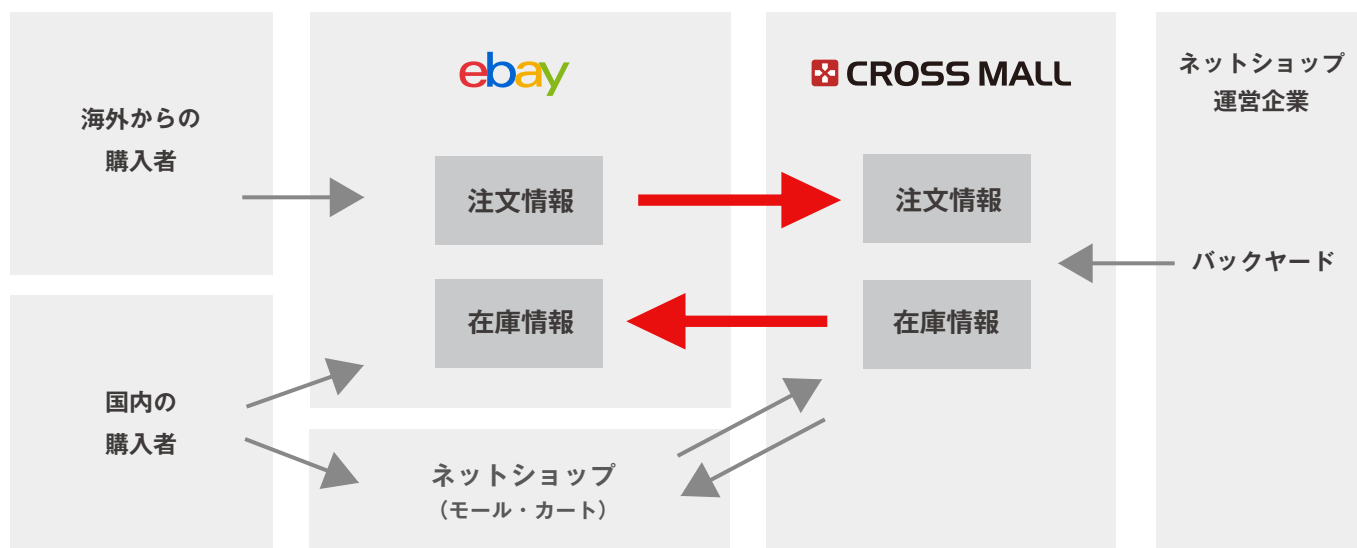 海外からの
購入者
国内の
購入者
ebay
注文情報
在庫情報
ネットショップ
（モール・カート）
CROSS MALL
注文情報
在庫情報
ネットショップ
運営企業
バックヤード